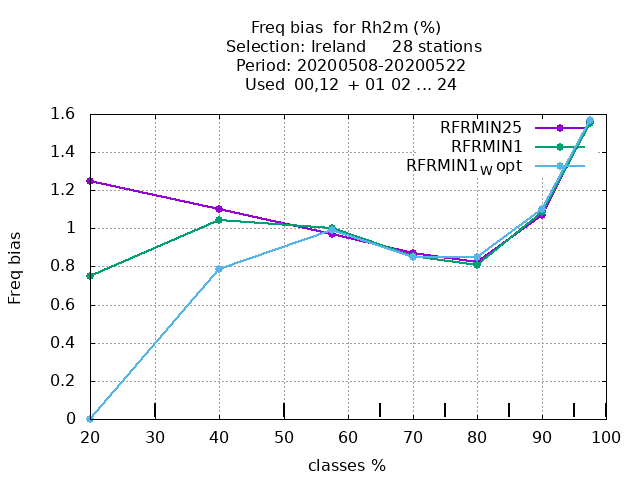 Freq bias  for Rh2m (%)
Selection: Ireland     28 stations
Period: 20200508-20200522
Used  00,12  + 01 02 ... 24
RFRMIN25
RFRMIN1
RFRMIN1W opt
Freq bias
1.6
1.4
1.2
1
0.8
0.6
0.4
0.2
0
20 30 40 50 60 70 80 90 100
classes %